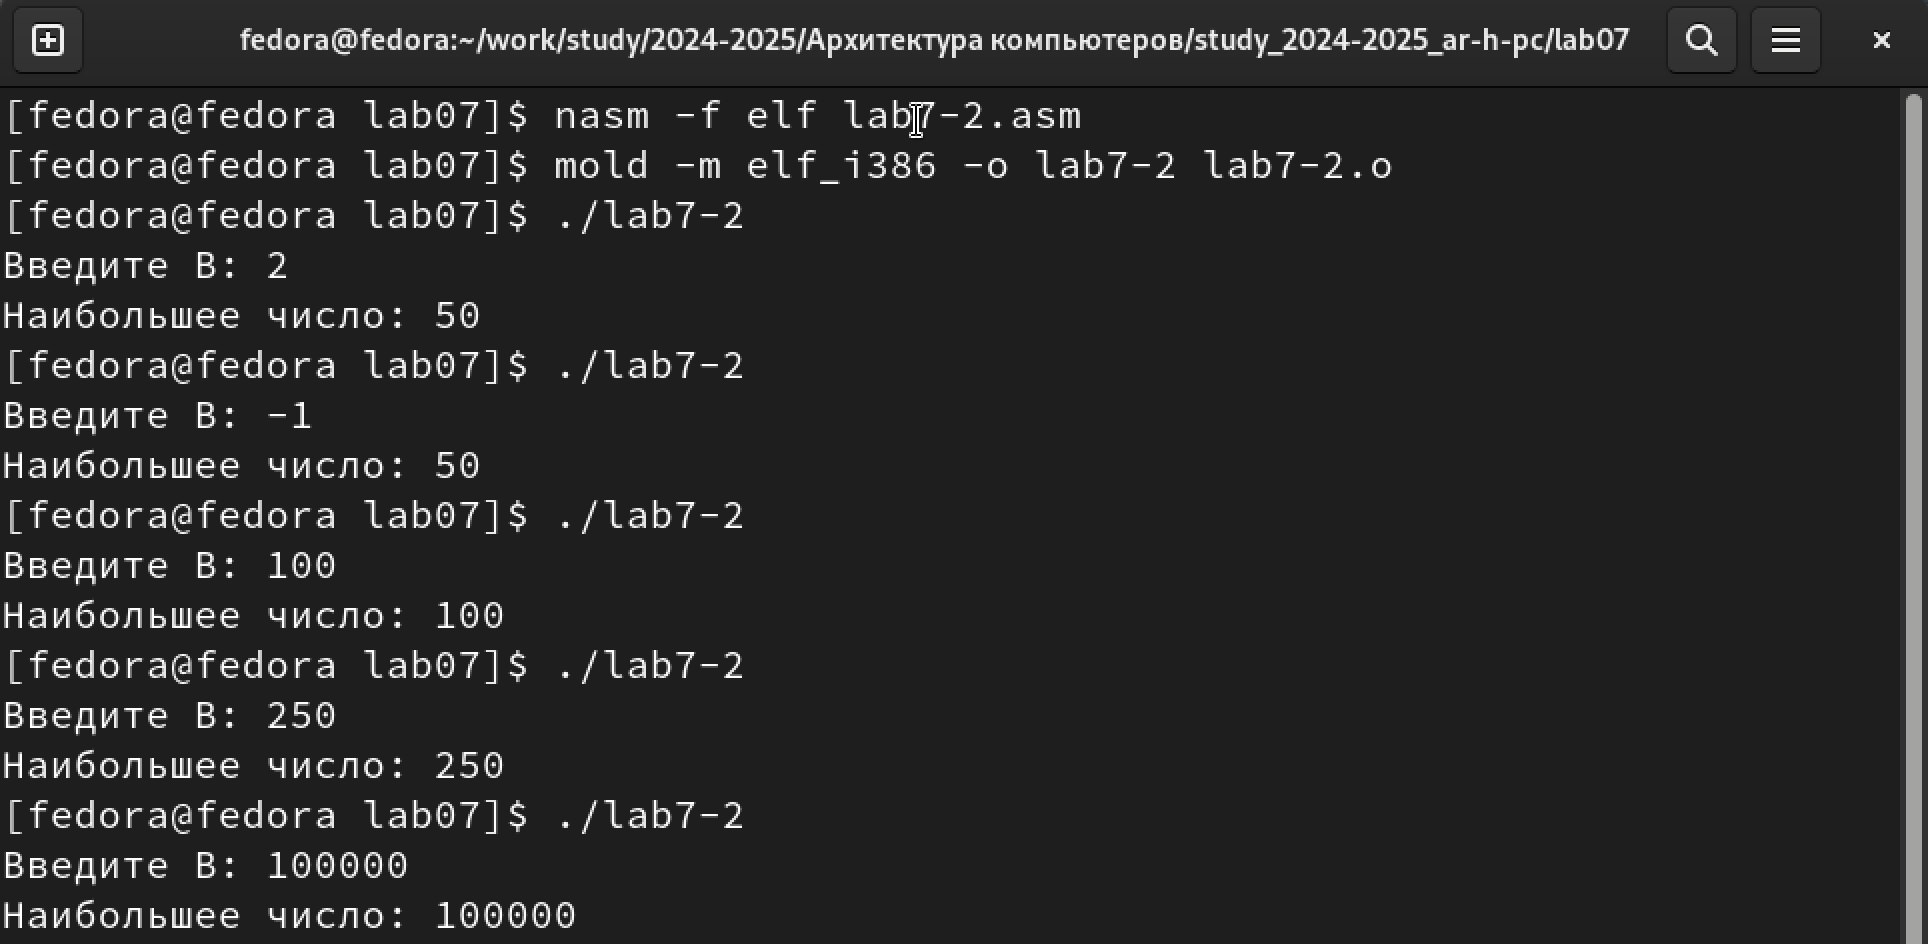 fedora@fedora:~/work/study/2024-2025/Архитектура компьютеров/study_2024-2025_ar-h-pc/lab07
[fedora@fedora lab07]$ nasm -f elf lab7-2.asm
[fedora@fedora lab07]$ mold -m elf_i386 -o lab7-2 lab7-2.o
[fedora@fedora lab07]$ ./lab7-2
Введите B: 2
Наибольшее число: 50
[fedora@fedora lab07]$ ./lab7-2
Введите B: -1
Наибольшее число: 50
[fedora@fedora lab07]$ ./lab7-2
Введите B: 100
Наибольшее число: 100
[fedora@fedora lab07]$ ./lab7-2
Введите B: 250
Наибольшее число: 250
[fedora@fedora lab07]$ ./lab7-2
Введите B: 100000
Наибольшее число: 100000